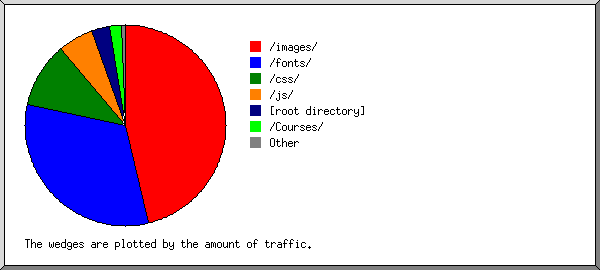 /images/
/fonts/
/css/
/js/
[root directory]
/Courses/
Other
The wedges are plotted by the amount of traffic.